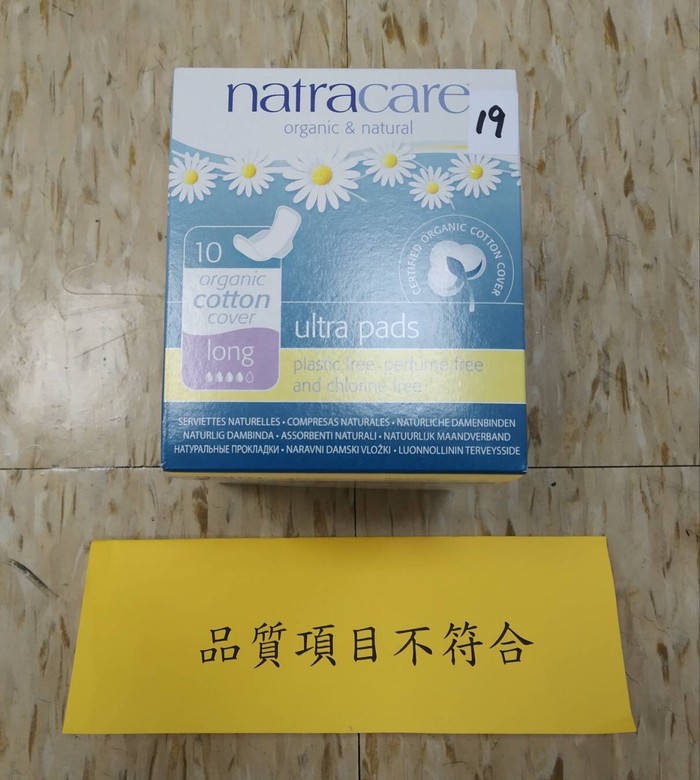 natracare
19
organic & natural
CERTIFIED ORGANIC COTTON COVER
10
organic
cotton
cover
long
ultra pads
plastic free · perfume free
and chlorine free
SERVIETTES NATURELLES • COMPRESAS NATURALES • NATÜRLICHE DAMENBINDEN
NATURLIG DAMBINDA • ASSORBENTI NATURALI • NATUURLIJK MAANDVERBAND
НАТУРАЛЬНЫЕ ПРОКЛАДКИ • NARAVNI DAMSKI VLOŽKI • LUONNOLLININ TERVEYSSIDE
品質項目不符合